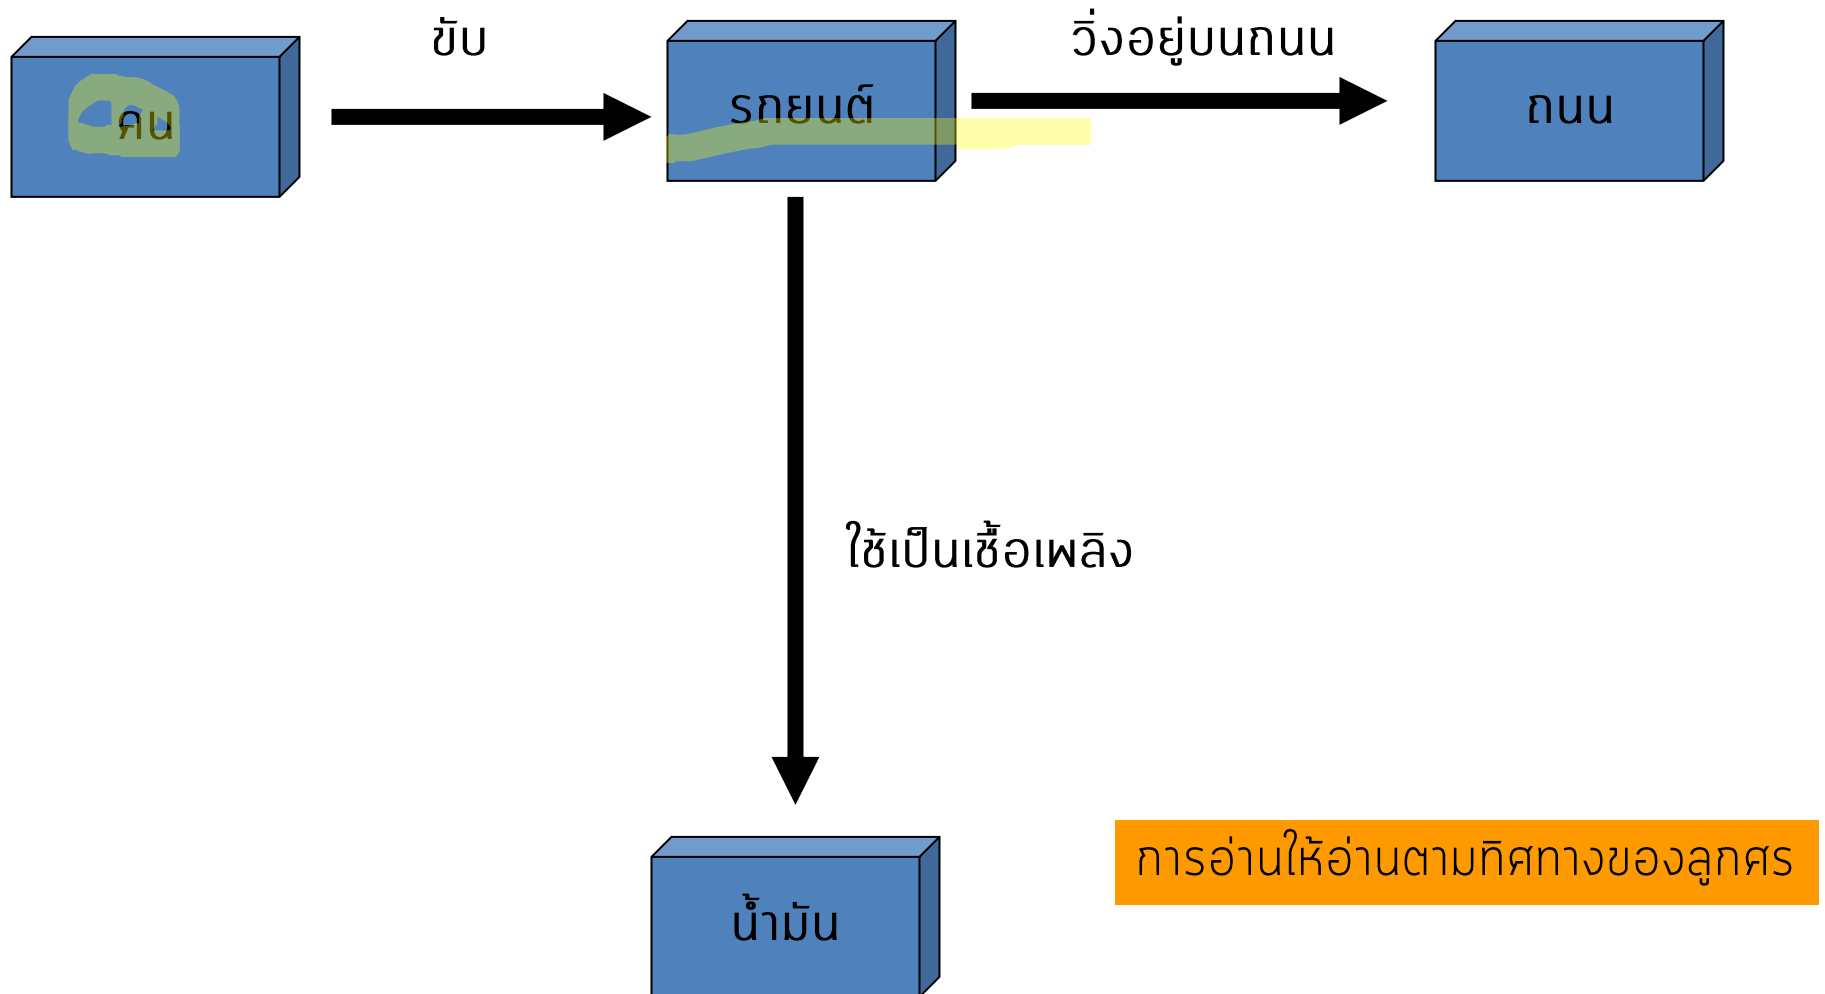 ขับ
วิ่งอยู่บนถนน
คน
รถยนต์
ถนน
ใช้เป็นเชื้อเพลิง
น้ำมัน
การอ่านให้อ่านตามทิศทางของลูกศร